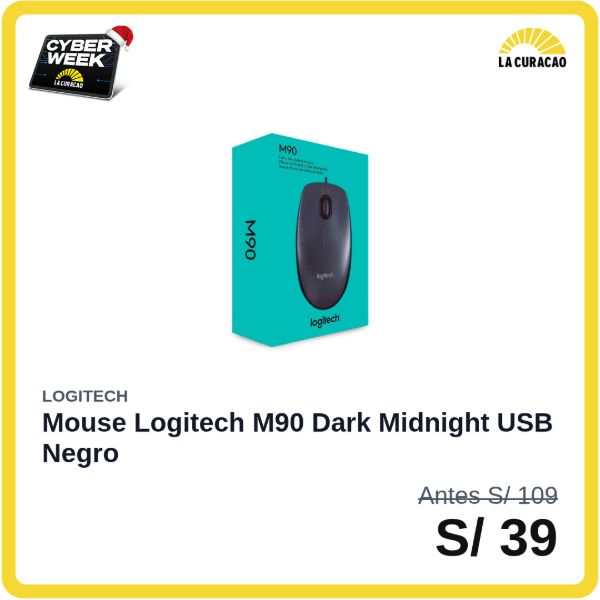 CYBER
WEEK
LA CURACAO
LA CURACAO
M90
M90
logitech
logitech
LOGITECH
Mouse Logitech M90 Dark Midnight USB
Negro
Antes S/ 109
S/ 39